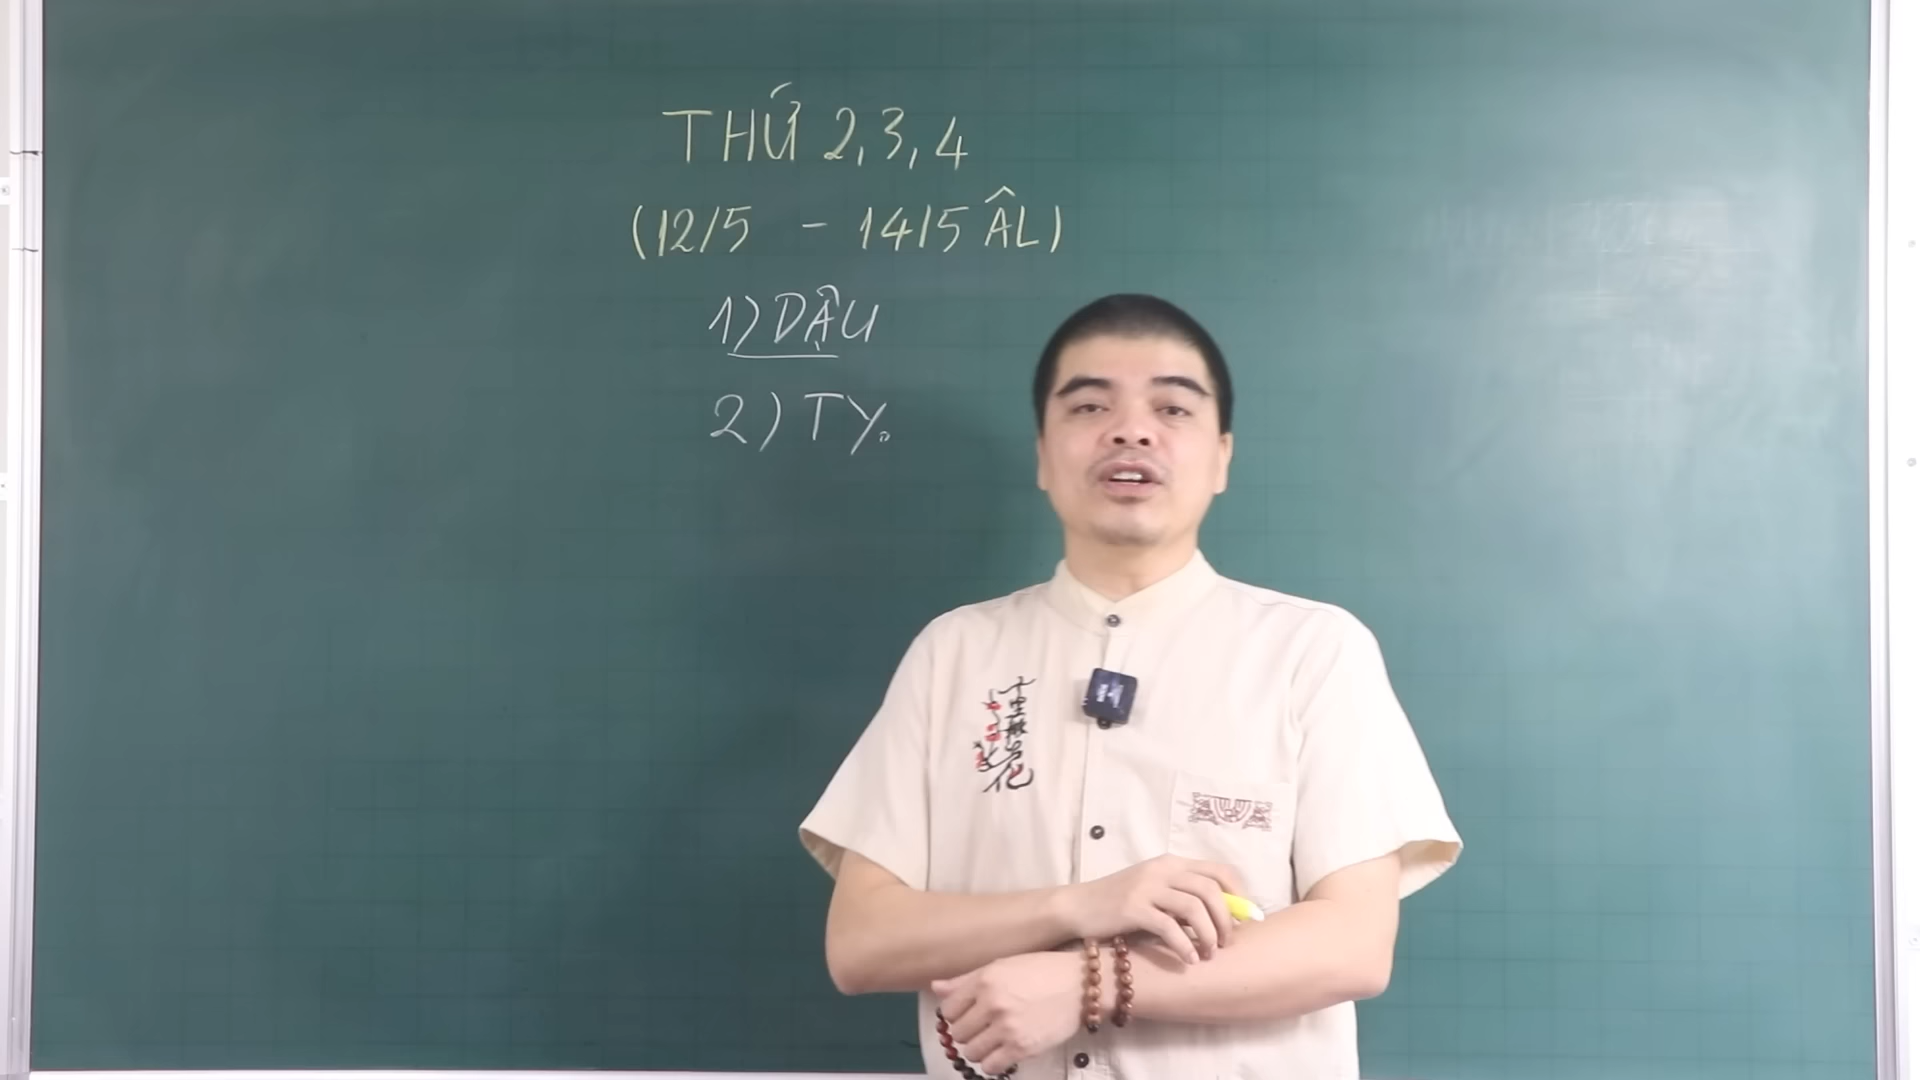 THỨ 2, 3, 4
(12/5 - 14/5 ÂL)
1) DẬU
2) TỴ